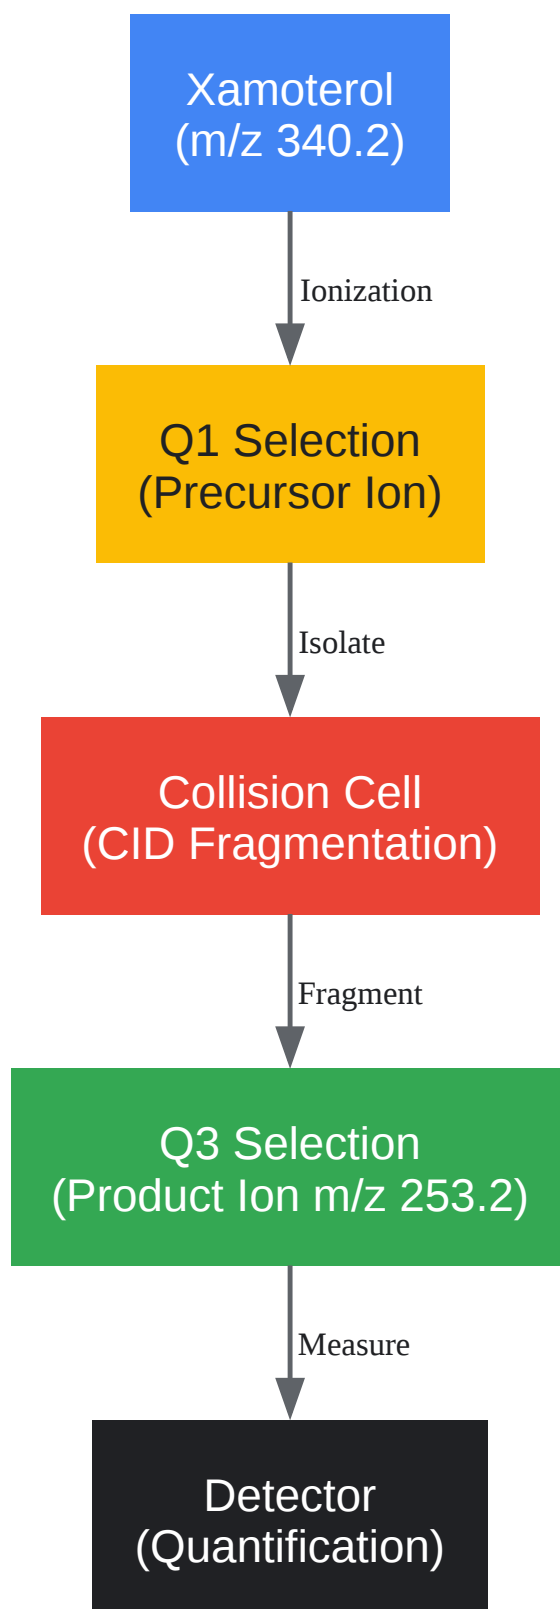 Xamoterol
(m/z 340.2)
Ionization
Q1 Selection
(Precursor Ion)
Isolate
Collision Cell
(CID Fragmentation)
Fragment
Q3 Selection
(Product Ion m/z 253.2)
Measure
Detector
(Quantification)